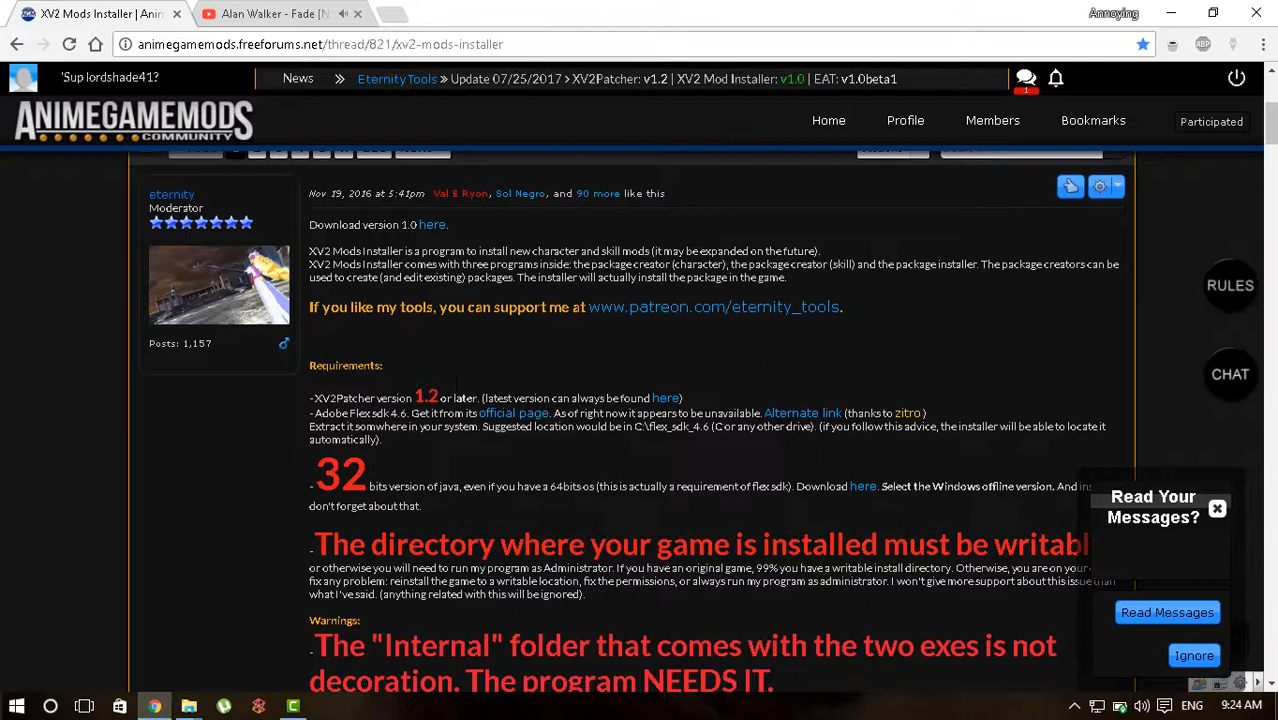 XV2 Mods Installer | Anim
Alan Walker - Fade [N
Annoying
animegamemods.freeforums.net/thread/821/xv2-mods-installer
ABP
'Sup lordshade41?
News » EternityTools » Update 07/25/2017 > XV2Patcher: v1.2 | XV2 Mod Installer: v1.0 | EAT: v1.0beta1
1
ANIMEGAMEMODS
COMMUNITY
Home Profile Members Bookmarks Participated
eternity
Moderator
Posts: 1,157
Nov 19, 2016 at 5:41pm Val E Ryon, Sol Negro, and 90 more like this
Download version 1.0 here.
XV2 Mods Installer is a program to install new character and skill mods (it may be expanded on the future).
XV2 Mods Installer comes with three programs inside: the package creator (character), the package creator (skill) and the package installer. The package creators can be
used to create (and edit existing) packages. The installer will actually install the package in the game.
If you like my tools, you can support me at www.patreon.com/eternity_tools.
Requirements:
-XV2Patcher version 1.2 or later. (latest version can always be found here)
- Adobe Flex sdk 4.6. Get it from its official page. As of right now it appears to be unavailable. Alternate link (thanks to zitro )
Extract it somwhere in your system. Suggested location would be in C:\flex_sdk_4.6 (C or any other drive). (if you follow this advice, the installer will be able to locate it
automatically).
- 32 bits version of java, even if you have a 64bits os (this is actually a requirement of flex sdk). Download here. Select the Windows offline version. And
don't forget about that.
-The directory where your game is installed must be writabl
or otherwise you will need to run my program as Administrator. If you have an original game, 99% you have a writable install directory. Otherwise, you are on your
fix any problem: reinstall the game to a writable location, fix the permissions, or always run my program as administrator. I won't give more support about this issue than
what I've said. (anything related with this will be ignored).
Warnings:
-The "Internal" folder that comes with the two exes is not
decoration. The program NEEDS IT.
RULES
CHAT
Read Your
Messages?
Read Messages
Ignore
ENG 9:24 AM